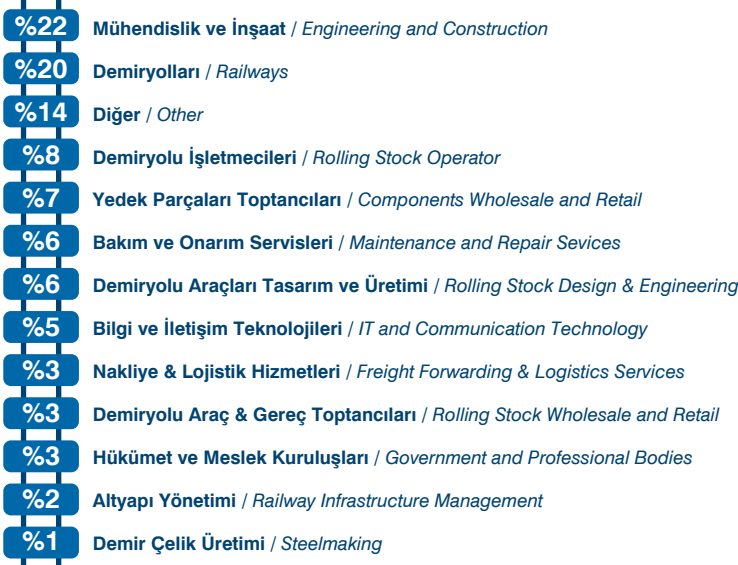 %22 Mühendislik ve İnşaat / Engineering and Construction
%20 Demiryolları / Railways
%14 Diğer / Other
%8 Demiryolu İşletmecileri / Rolling Stock Operator
%7 Yedek Parçaları Toptancıları / Components Wholesale and Retail
%6 Bakım ve Onarım Servisleri / Maintenance and Repair Sevices
%6 Demiryolu Araçları Tasarım ve Üretimi / Rolling Stock Design & Engineering
%5 Bilgi ve İletişim Teknolojileri / IT and Communication Technology
%3 Nakliye & Lojistik Hizmetleri / Freight Forwarding & Logistics Services
%3 Demiryolu Araç & Gereç Toptancıları / Rolling Stock Wholesale and Retail
%3 Hükümet ve Meslek Kuruluşları / Government and Professional Bodies
%2 Altyapı Yönetimi / Railway Infrastructure Management
%1 Demir Çelik Üretimi / Steelmaking